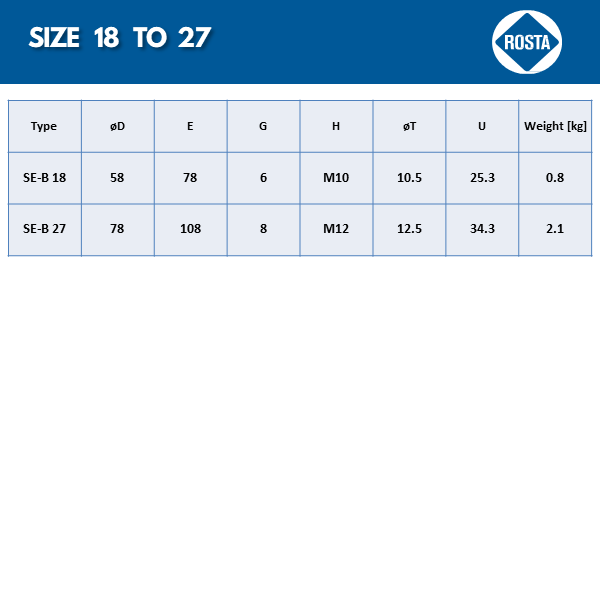 SIZE 18 TO 27
ROSTA
Type øD E G H øT U Weight [kg]
SE-B 18 58 78 6 M10 10.5 25.3 0.8
SE-B 27 78 108 8 M12 12.5 34.3 2.1